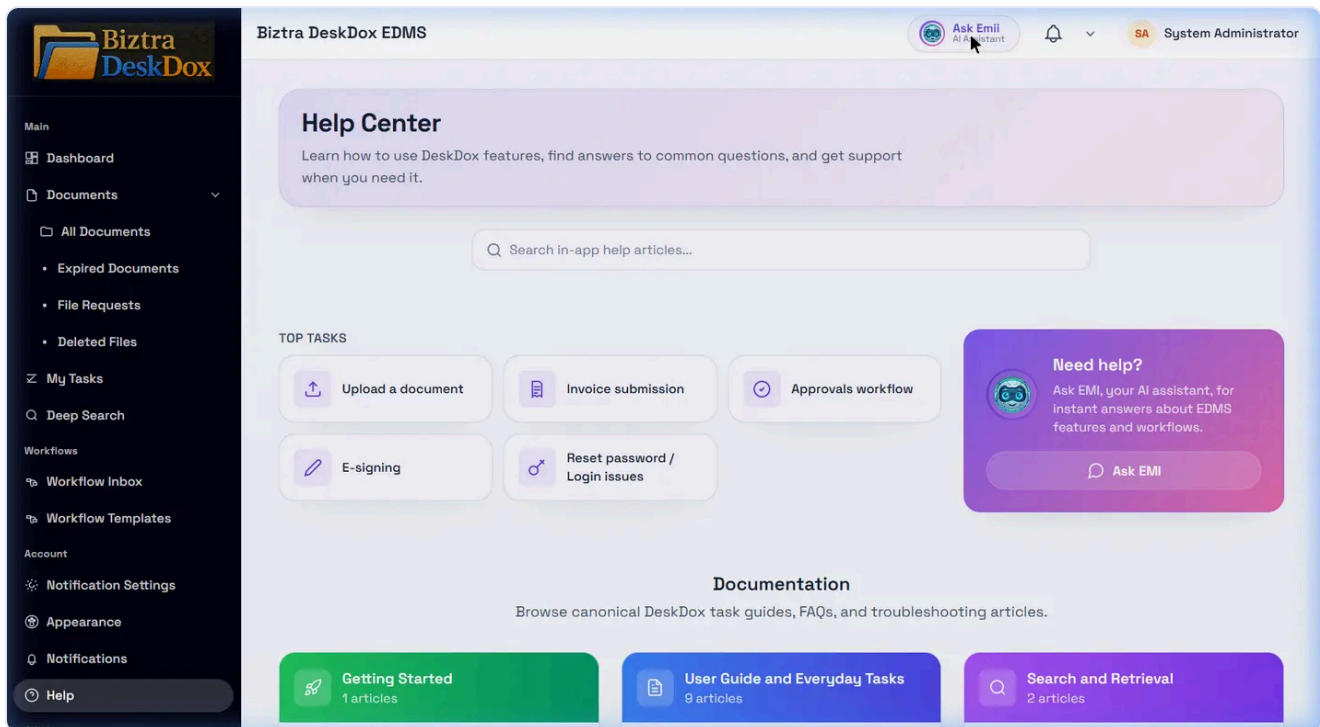 Biztra
DeskDox
Main
Dashboard
Documents
All Documents
Expired Documents
File Requests
Deleted Files
My Tasks
Deep Search
Workflows
Workflow Inbox
Workflow Templates
Account
Notification Settings
Appearance
Notifications
Help
Biztra DeskDox EDMS
Ask Emii
AI Assistant
SA
System Administrator
Help Center
Learn how to use DeskDox features, find answers to common questions, and get support
when you need it.
Search in-app help articles...
TOP TASKS
Upload a document
Invoice submission
Approvals workflow
E-signing
Reset password /
Login issues
Need help?
Ask EMI, your AI assistant, for
instant answers about EDMS
features and workflows.
Ask EMI
Documentation
Browse canonical DeskDox task guides, FAQs, and troubleshooting articles.
Getting Started
1 articles
User Guide and Everyday Tasks
9 articles
Search and Retrieval
2 articles